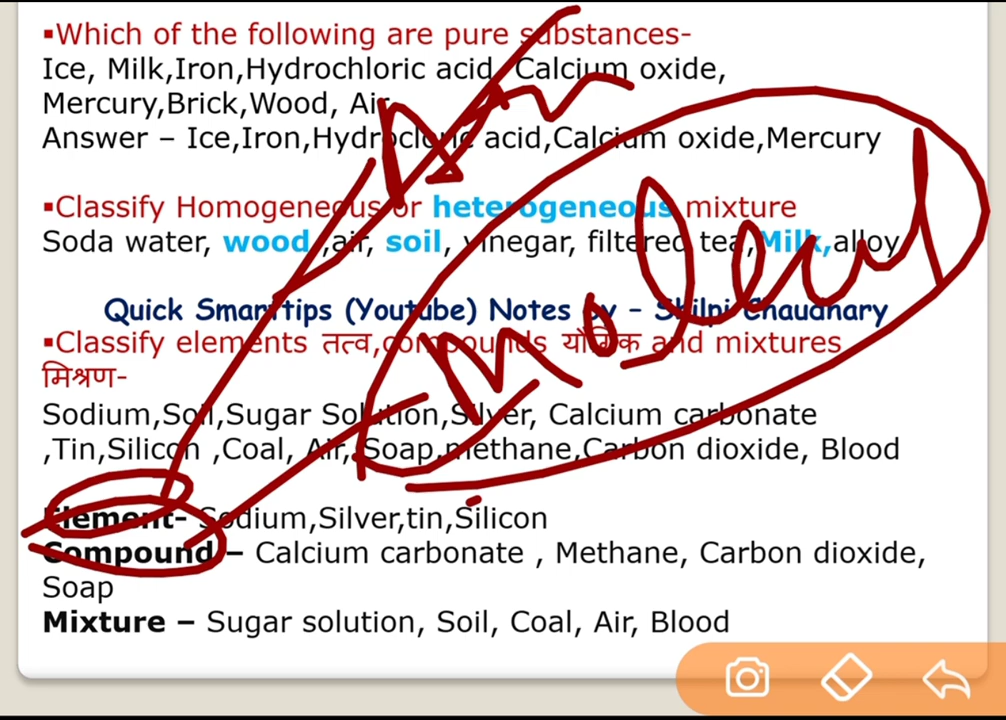 ▪Which of the following are pure substances-
Ice, Milk,Iron,Hydrochloric acid, Calcium oxide,
Mercury,Brick,Wood, Air
Answer – Ice,Iron,Hydrocloric acid,Calcium oxide,Mercury
▪Classify Homogeneous or heterogeneous mixture
Soda water, wood ,air, soil, vinegar, filtered tea,Milk,alloy
Quick Smart tips (Youtube) Notes by – Shilpi Chaudhary
▪Classify elements तत्व,compounds यौगिक and mixtures
मिश्रण-
Sodium,Soil,Sugar Solution,Silver, Calcium carbonate
,Tin,Silicon ,Coal, Air,Soap,methane,Carbon dioxide, Blood
Element- Sodium,Silver,tin,Silicon
Compound – Calcium carbonate , Methane, Carbon dioxide,
Soap
Mixture – Sugar solution, Soil, Coal, Air, Blood